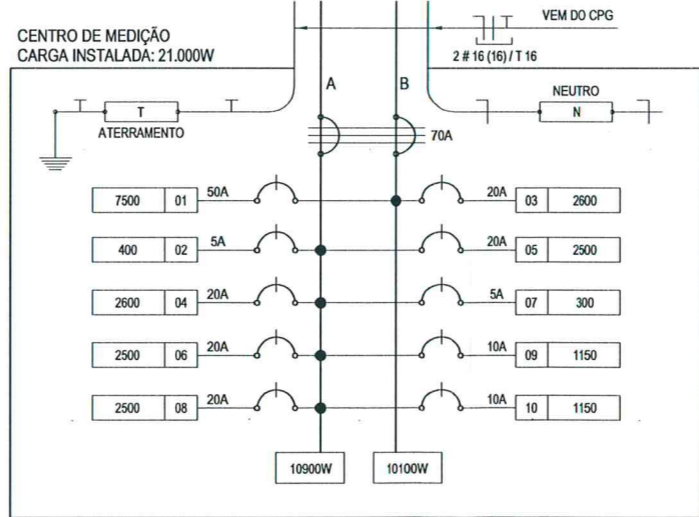 VEM DO CPG
CENTRO DE MEDIÇÃO
CARGA INSTALADA: 21.000W
2 # 16 (16) / T 16
A
B
NEUTRO
T
N
ATERRAMENTO
70A
7500 01 50A 20A 03 2600
400 02 5A 20A 05 2500
2600 04 20A 5A 07 300
2500 06 20A 10A 09 1150
2500 08 20A 10A 10 1150
10900W 10100W